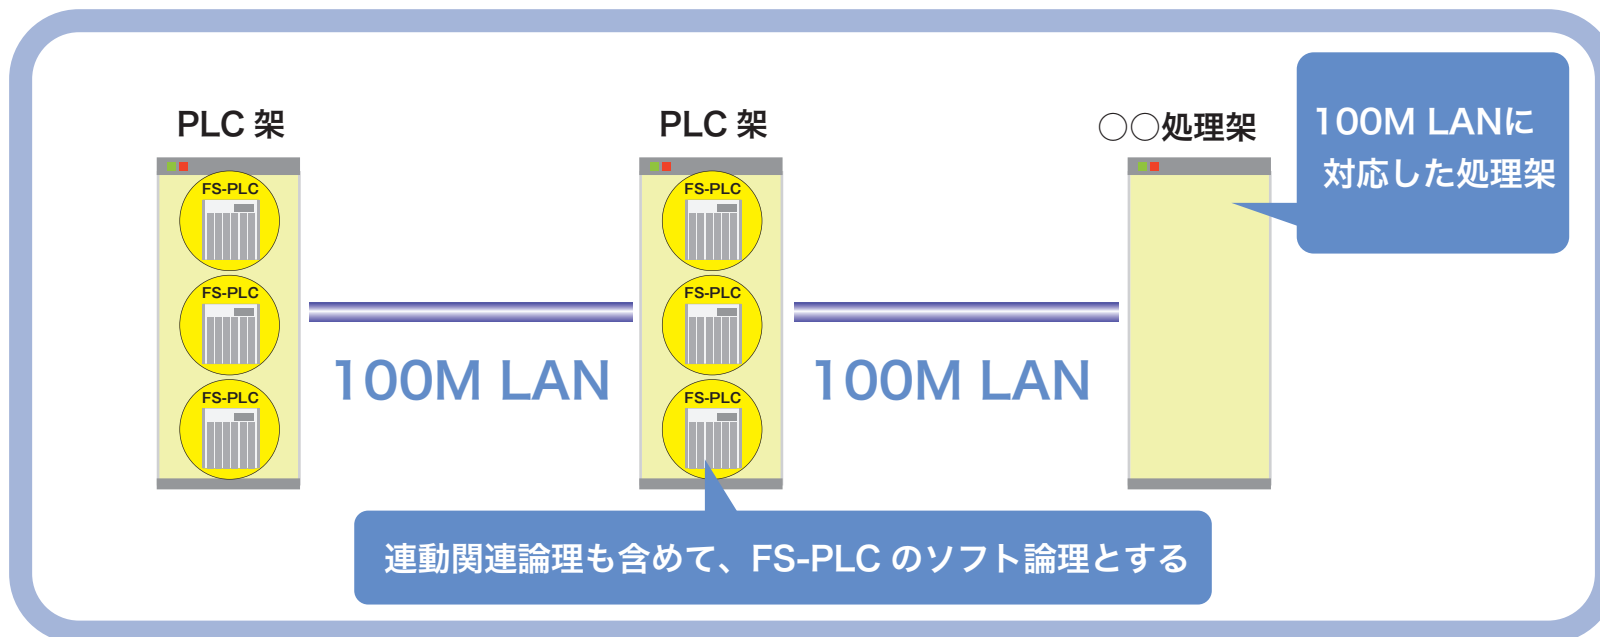 PLC 架
PLC 架
○○処理架
100M LANに
対応した処理架
FS-PLC
FS-PLC
FS-PLC
FS-PLC
FS-PLC
FS-PLC
100M LAN
100M LAN
連動関連論理も含めて、FS-PLC のソフト論理とする